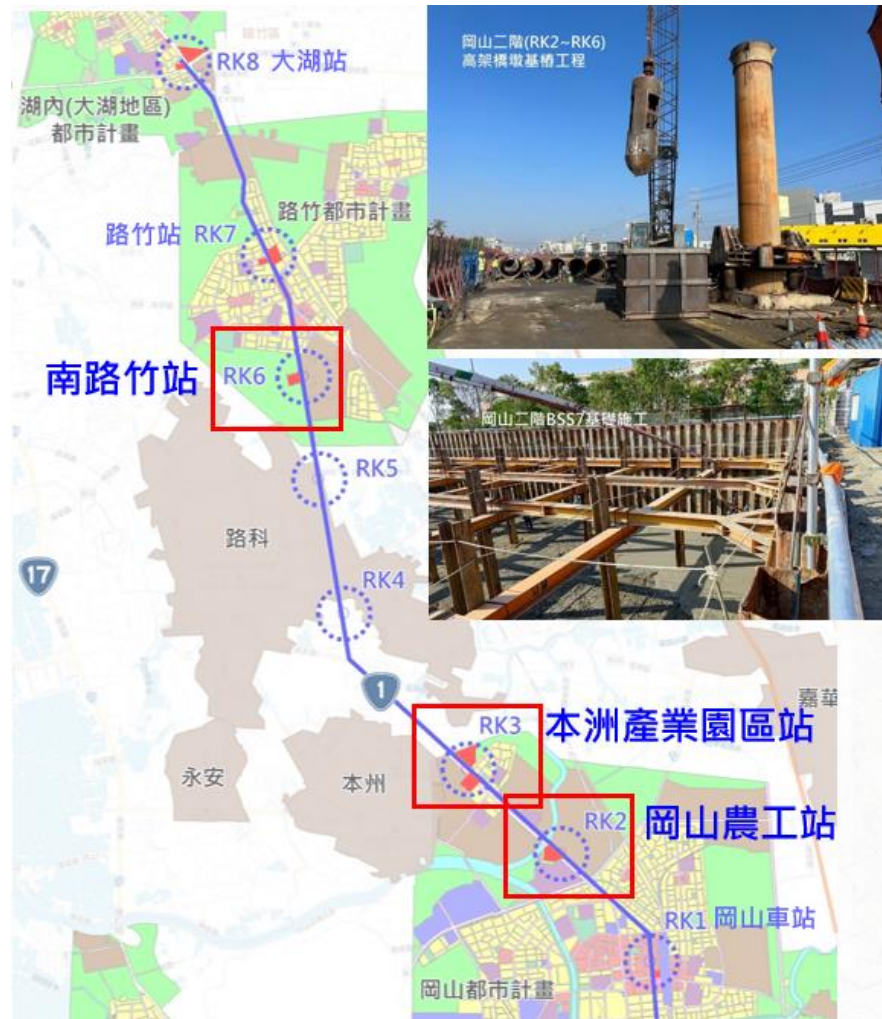 路竹區
RK8 大湖站
湖內(大湖地區)
都市計畫
路竹都市計畫
路竹站 RK7
南路竹站
RK6
RK5
路科
17
RK4
1
嘉華
RK3
本洲產業園區站
永安
本州
RK2
岡山農工站
RK1 岡山車站
岡山都市計畫
岡山二階(RK2~RK6)
高架橋墩基樁工程
岡山二階BSS7基礎施工